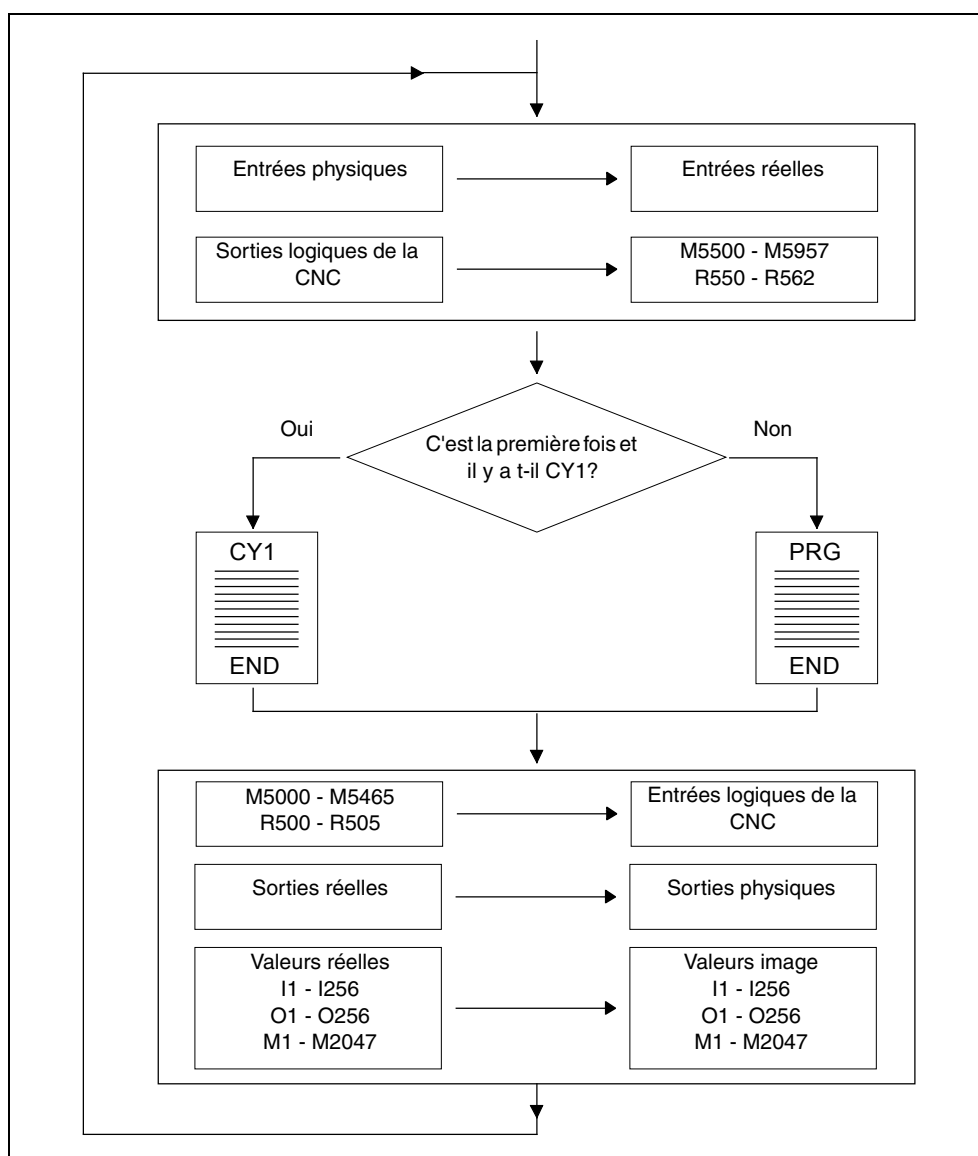 Entrées physiques
Entrées réelles
Sorties logiques de la
CNC
M5500 - M5957
R550 - R562
Oui
Non
C'est la première fois et
il y a t-il CY1?
CY1
END
PRG
END
M5000 - M5465
R500 - R505
Entrées logiques de la
CNC
Sorties réelles
Sorties physiques
Valeurs réelles
I1 - I256
O1 - O256
M1 - M2047
Valeurs image
I1 - I256
O1 - O256
M1 - M2047